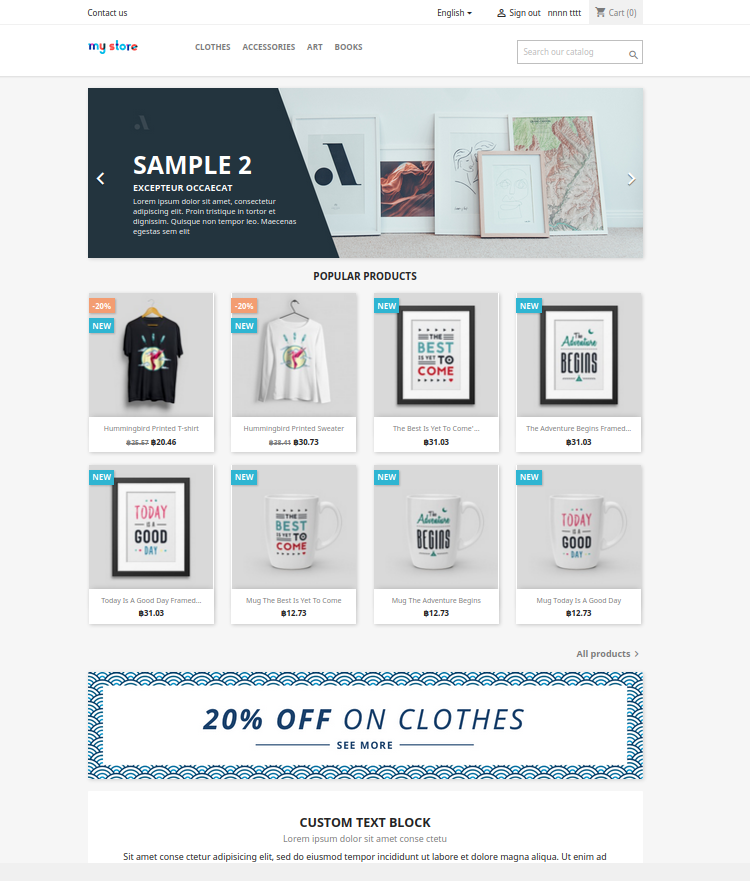 Contact us
English
Sign out
nnnn tttt
Cart (0)
my store
CLOTHES
ACCESSORIES
ART
BOOKS
Search our catalog
SAMPLE 2
EXCEPTEUR OCCAECAT
Lorem ipsum dolor sit amet, consectetur
adipiscing elit. Proin tristique in tortor et
dignissim. Quisque non tempor leo. Maecenas
egestas sem elit
POPULAR PRODUCTS
-20%
NEW
Hummingbird Printed T-shirt
฿25.57 ฿20.46
-20%
NEW
Hummingbird Printed Sweater
฿38.41 ฿30.73
NEW
THE
BEST
IS YET TO
COME
The Best Is Yet To Come'...
฿31.03
NEW
The
Adventure
BEGINS
The Adventure Begins Framed...
฿31.03
NEW
TODAY
IS A
GOOD
DAY
Today Is A Good Day Framed...
฿31.03
NEW
THE
BEST
IS YET TO
COME
Mug The Best Is Yet To Come
฿12.73
NEW
The
Adventure
BEGINS
Mug The Adventure Begins
฿12.73
NEW
TODAY
IS A
GOOD
DAY
Mug Today Is A Good Day
฿12.73
All products
20% OFF ON CLOTHES
SEE MORE
CUSTOM TEXT BLOCK
Lorem ipsum dolor sit amet conse ctetu
Sit amet conse ctetur adipisicing elit, sed do eiusmod tempor incididunt ut labore et dolore magna aliqua. Ut enim ad